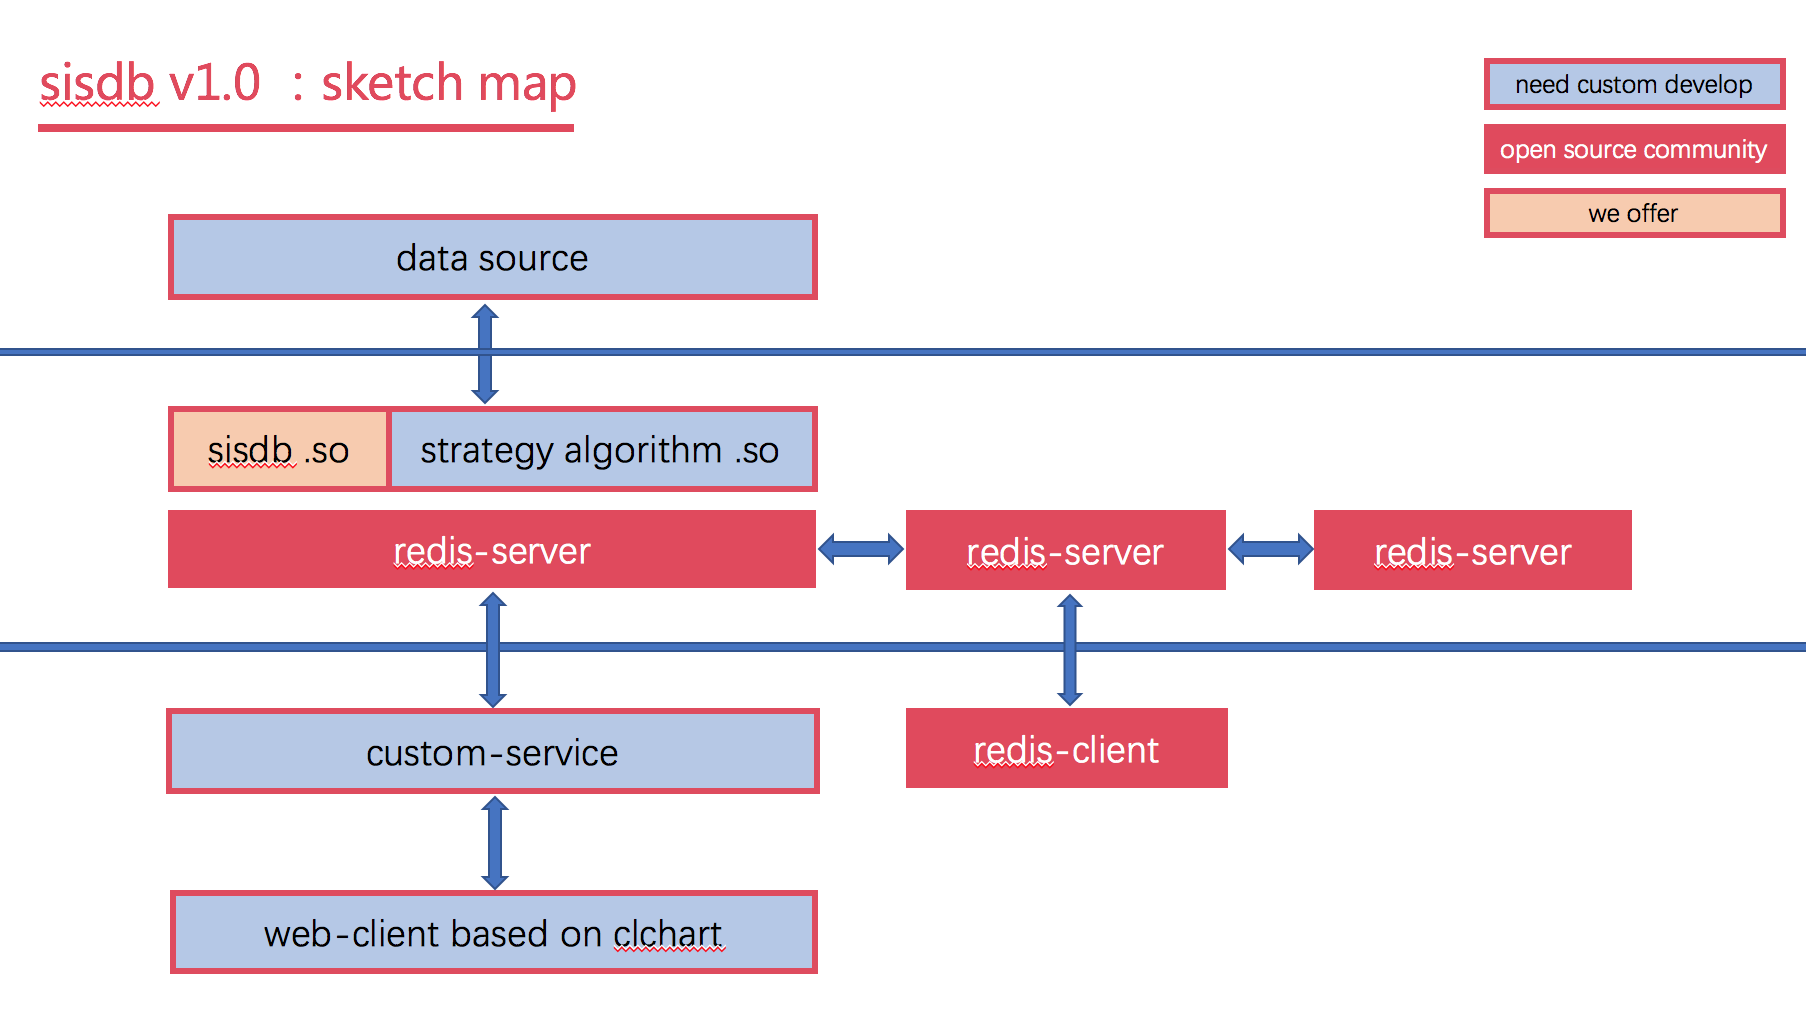 sisdb v1.0 : sketch map
need custom develop
open source community
we offer
data source
sisdb .so
strategy algorithm .so
redis-server
redis-server
redis-server
custom-service
redis-client
web-client based on clchart